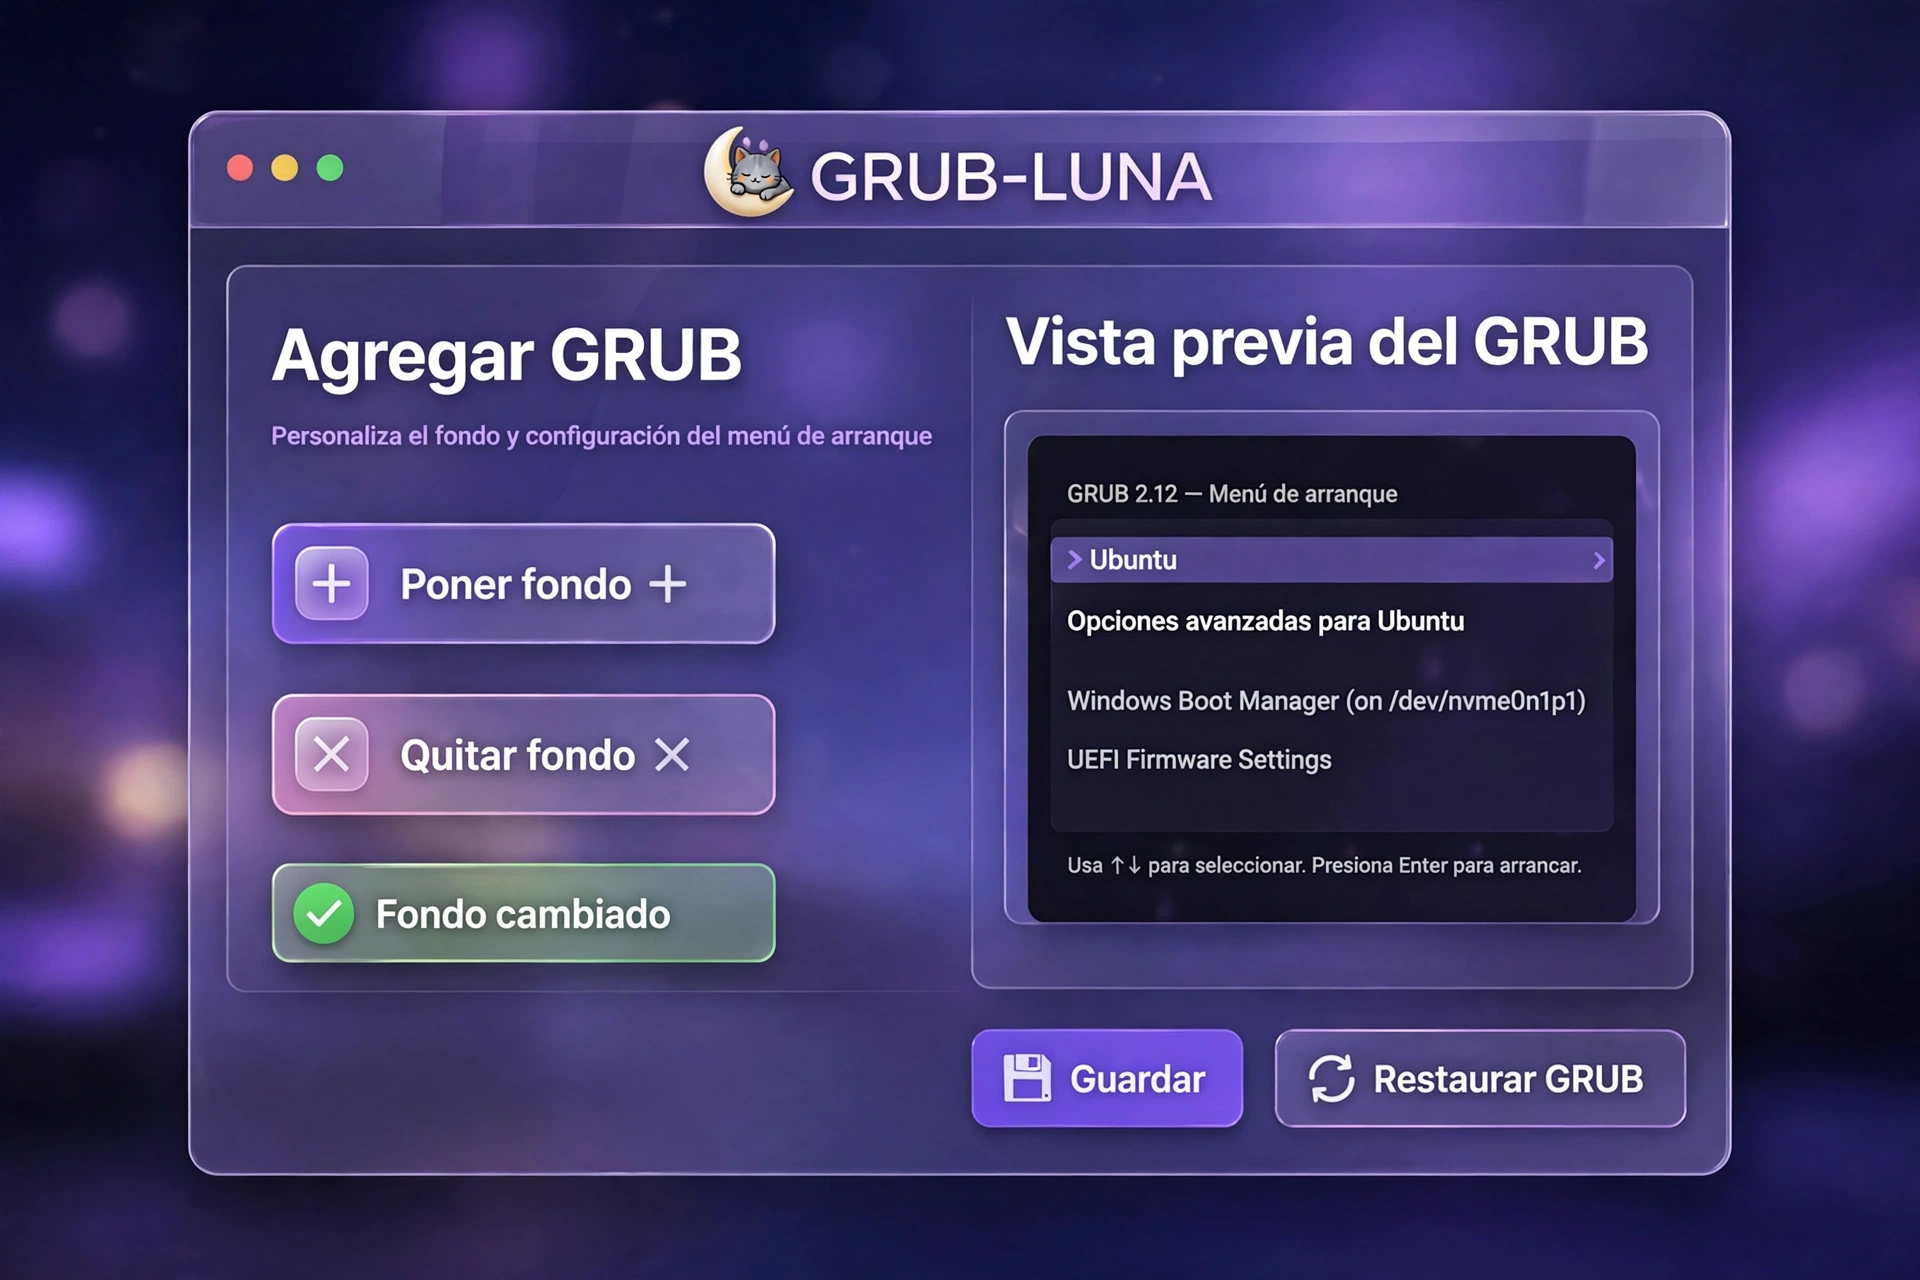 GRUB-LUNA
Agregar GRUB
Personaliza el fondo y configuración del menú de arranque
Poner fondo +
Quitar fondo ×
Fondo cambiado
Vista previa del GRUB
GRUB 2.12 — Menú de arranque
> Ubuntu >
Opciones avanzadas para Ubuntu
Windows Boot Manager (on /dev/nvme0n1p1)
UEFI Firmware Settings
Usa ↑↓ para seleccionar. Presiona Enter para arrancar.
Guardar
Restaurar GRUB